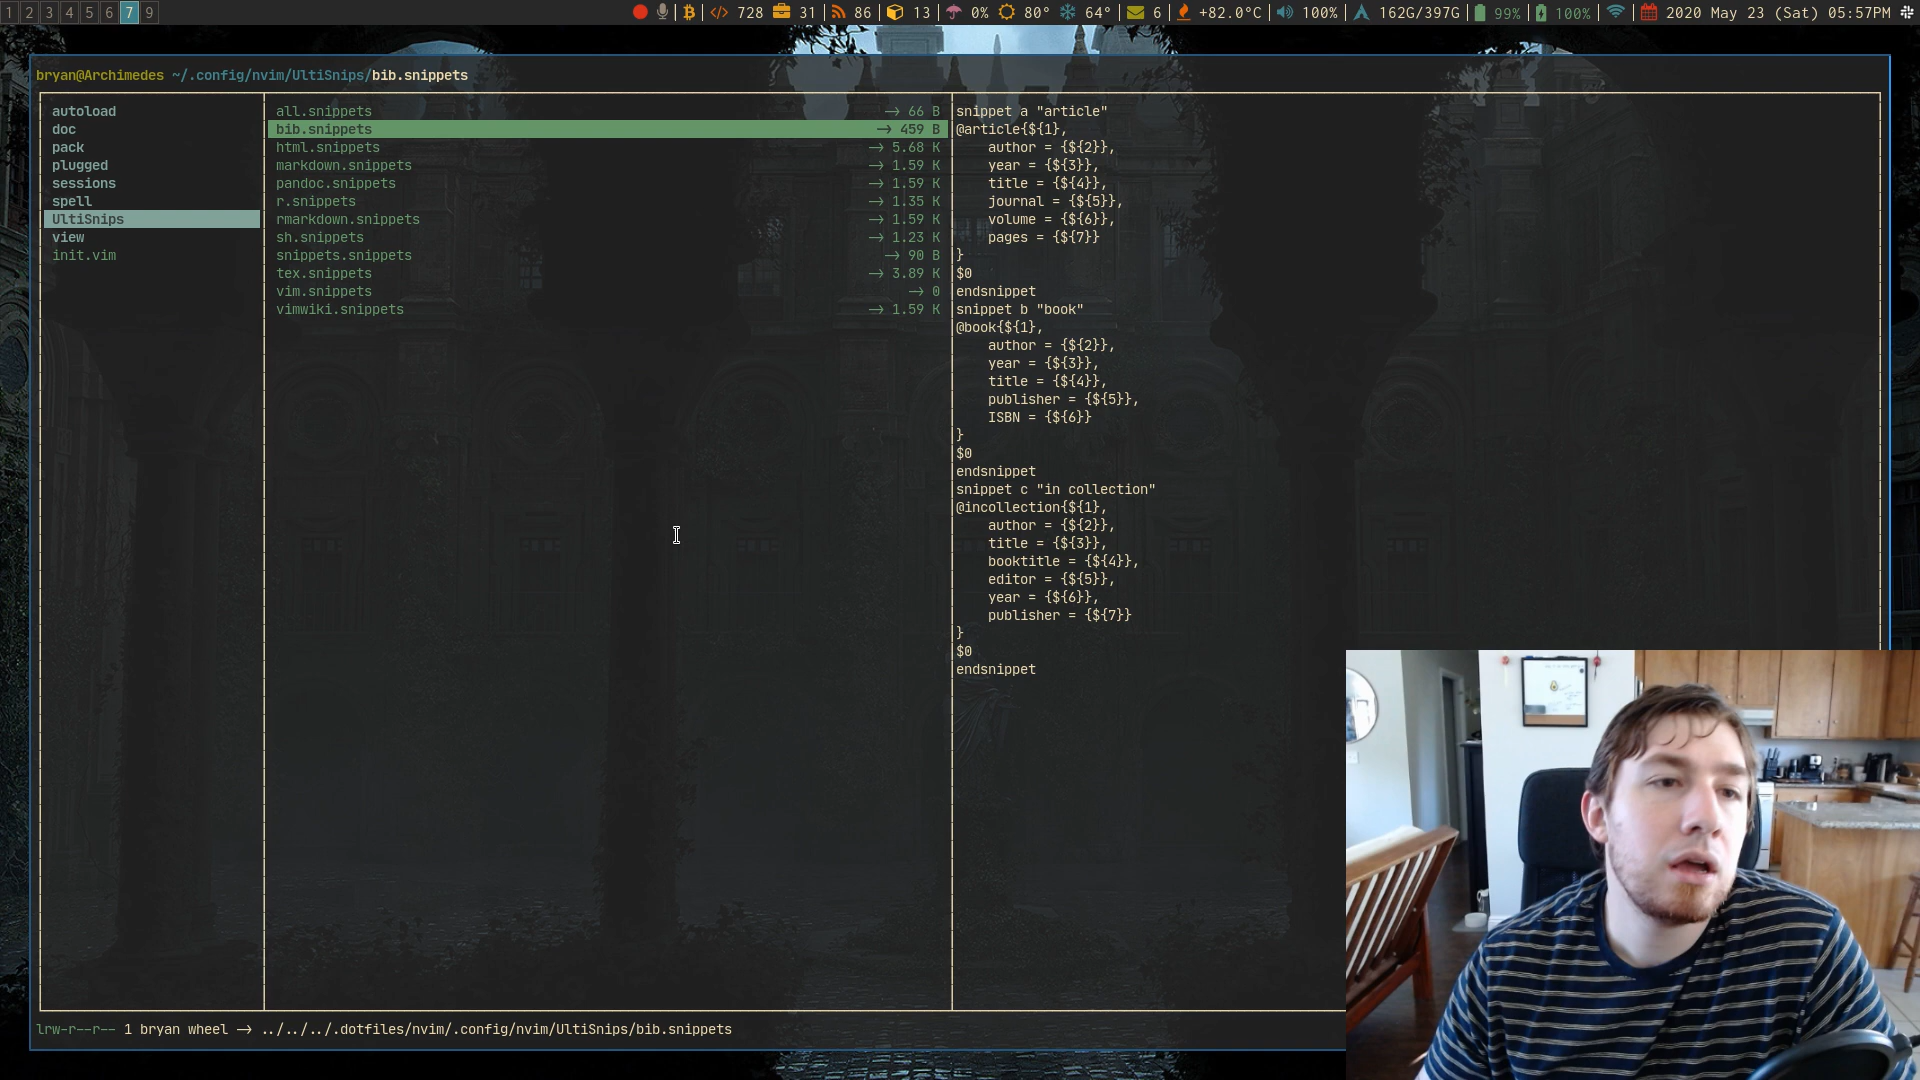 1 2 3 4 5 6 7 9
728 31 86 13 0% 80° 64° 6 +82.0°C 100% 162G/397G 99% 100% 2020 May 23 (Sat) 05:57PM
bryan@Archimedes ~/.config/nvim/UltiSnips/bib.snippets
autoload
doc
pack
plugged
sessions
spell
UltiSnips
view
init.vim
all.snippets -> 66 B
bib.snippets -> 459 B
html.snippets -> 5.68 K
markdown.snippets -> 1.59 K
pandoc.snippets -> 1.59 K
r.snippets -> 1.35 K
rmarkdown.snippets -> 1.59 K
sh.snippets -> 1.23 K
snippets.snippets -> 90 B
tex.snippets -> 3.89 K
vim.snippets -> 0
vimwiki.snippets -> 1.59 K
snippet a "article"
@article{${1},
    author = {${2}},
    year = {${3}},
    title = {${4}},
    journal = {${5}},
    volume = {${6}},
    pages = {${7}}
}
$0
endsnippet
snippet b "book"
@book{${1},
    author = {${2}},
    year = {${3}},
    title = {${4}},
    publisher = {${5}},
    ISBN = {${6}}
}
$0
endsnippet
snippet c "in collection"
@incollection{${1},
    author = {${2}},
    title = {${3}},
    booktitle = {${4}},
    editor = {${5}},
    year = {${6}},
    publisher = {${7}}
}
$0
endsnippet
lrw-r--r-- 1 bryan wheel -> ../../../.dotfiles/nvim/.config/nvim/UltiSnips/bib.snippets